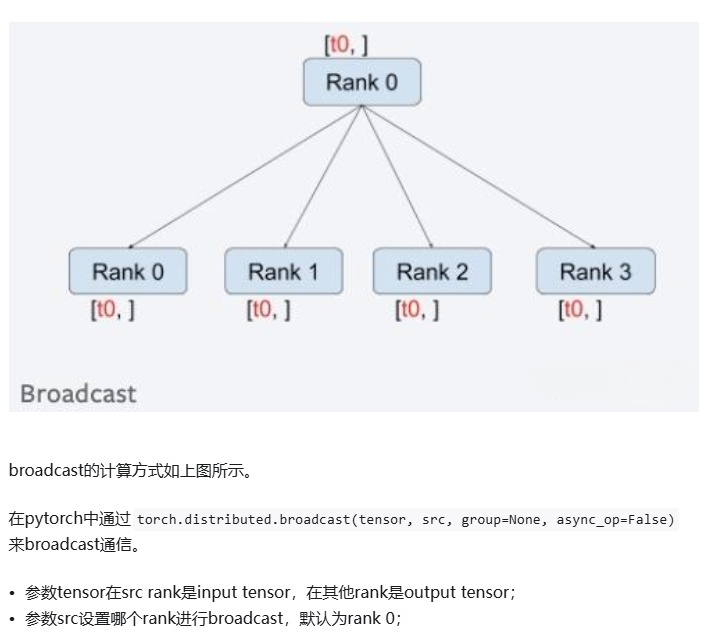 [t0, ]
Rank 0
Rank 0
Rank 1
Rank 2
Rank 3
[t0, ]
[t0, ]
[t0, ]
[t0, ]
Broadcast
broadcast的计算方式如上图所示。
在pytorch中通过 torch.distributed.broadcast(tensor, src, group=None, async_op=False)
来broadcast通信。
• 参数tensor在src rank是input tensor，在其他rank是output tensor；
• 参数src设置哪个rank进行broadcast，默认为rank 0；